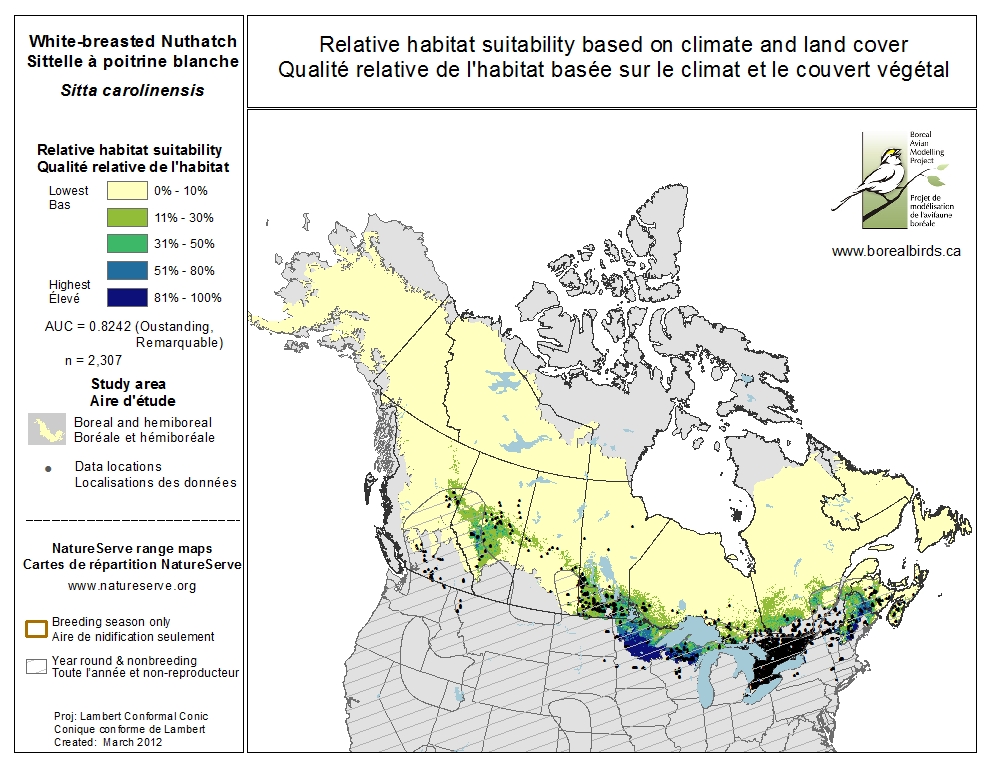 White-breasted Nuthatch
Sittelle à poitrine blanche
Sitta carolinensis
Relative habitat suitability based on climate and land cover
Qualité relative de l'habitat basée sur le climat et le couvert végétal
Relative habitat suitability
Qualité relative de l'habitat
Lowest
Bas
0% - 10%
11% - 30%
31% - 50%
51% - 80%
Highest
Élevé
81% - 100%
AUC = 0.8242 (Oustanding,
Remarquable)
n = 2,307
Study area
Aire d'étude
Boreal and hemiboreal
Boréale et hémiboréale
Data locations
Localisations des données
NatureServe range maps
Cartes de répartition NatureServe
www.natureserve.org
Breeding season only
Aire de nidification seulement
Year round & nonbreeding
Toute l'année et non-reproducteur
Proj: Lambert Conformal Conic
Conique conforme de Lambert
Created: March 2012
Boreal
Avian
Modelling
Project
Projet de
modélisation
de l'avifaune
boréale
www.borealbirds.ca